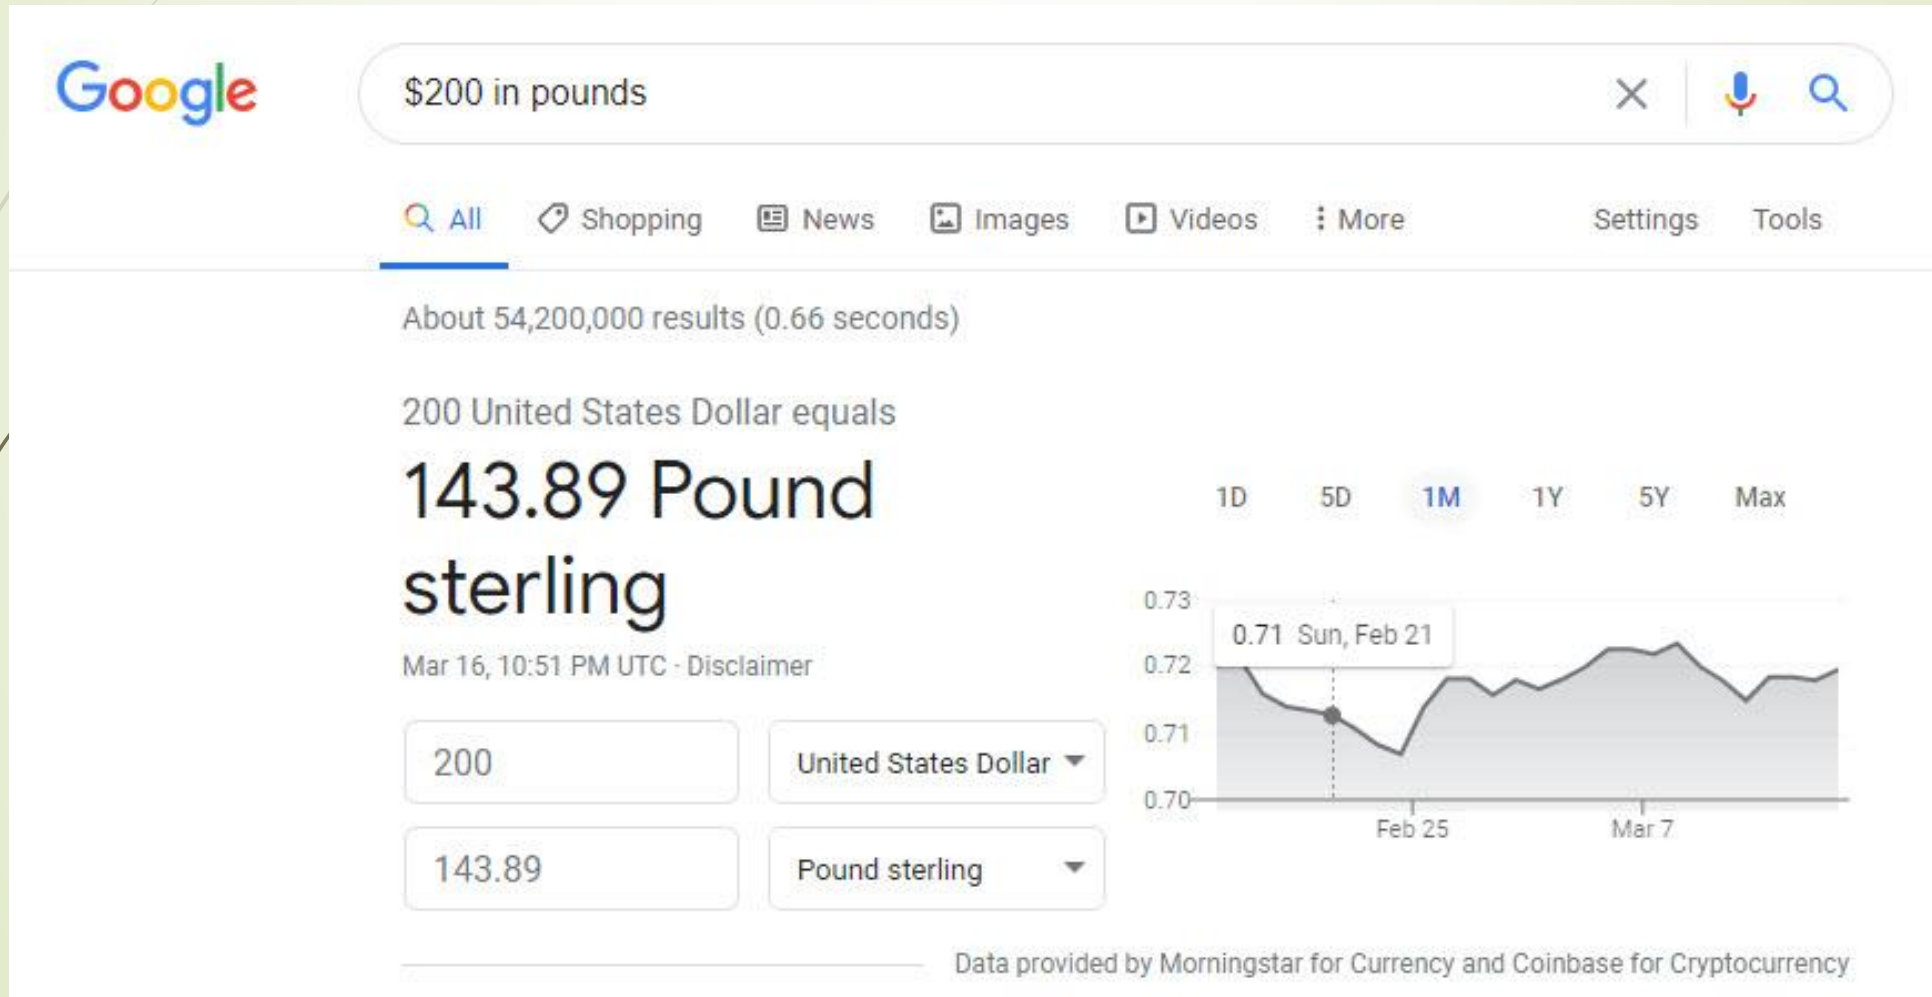 Google
$200 in pounds
All Shopping News Images Videos More Settings Tools
About 54,200,000 results (0.66 seconds)
200 United States Dollar equals
143.89 Pound
sterling
Mar 16, 10:51 PM UTC · Disclaimer
200 United States Dollar
143.89 Pound sterling
1D 5D 1M 1Y 5Y Max
0.73
0.71 Sun, Feb 21
0.72
0.71
0.70
Feb 25 Mar 7
Data provided by Morningstar for Currency and Coinbase for Cryptocurrency